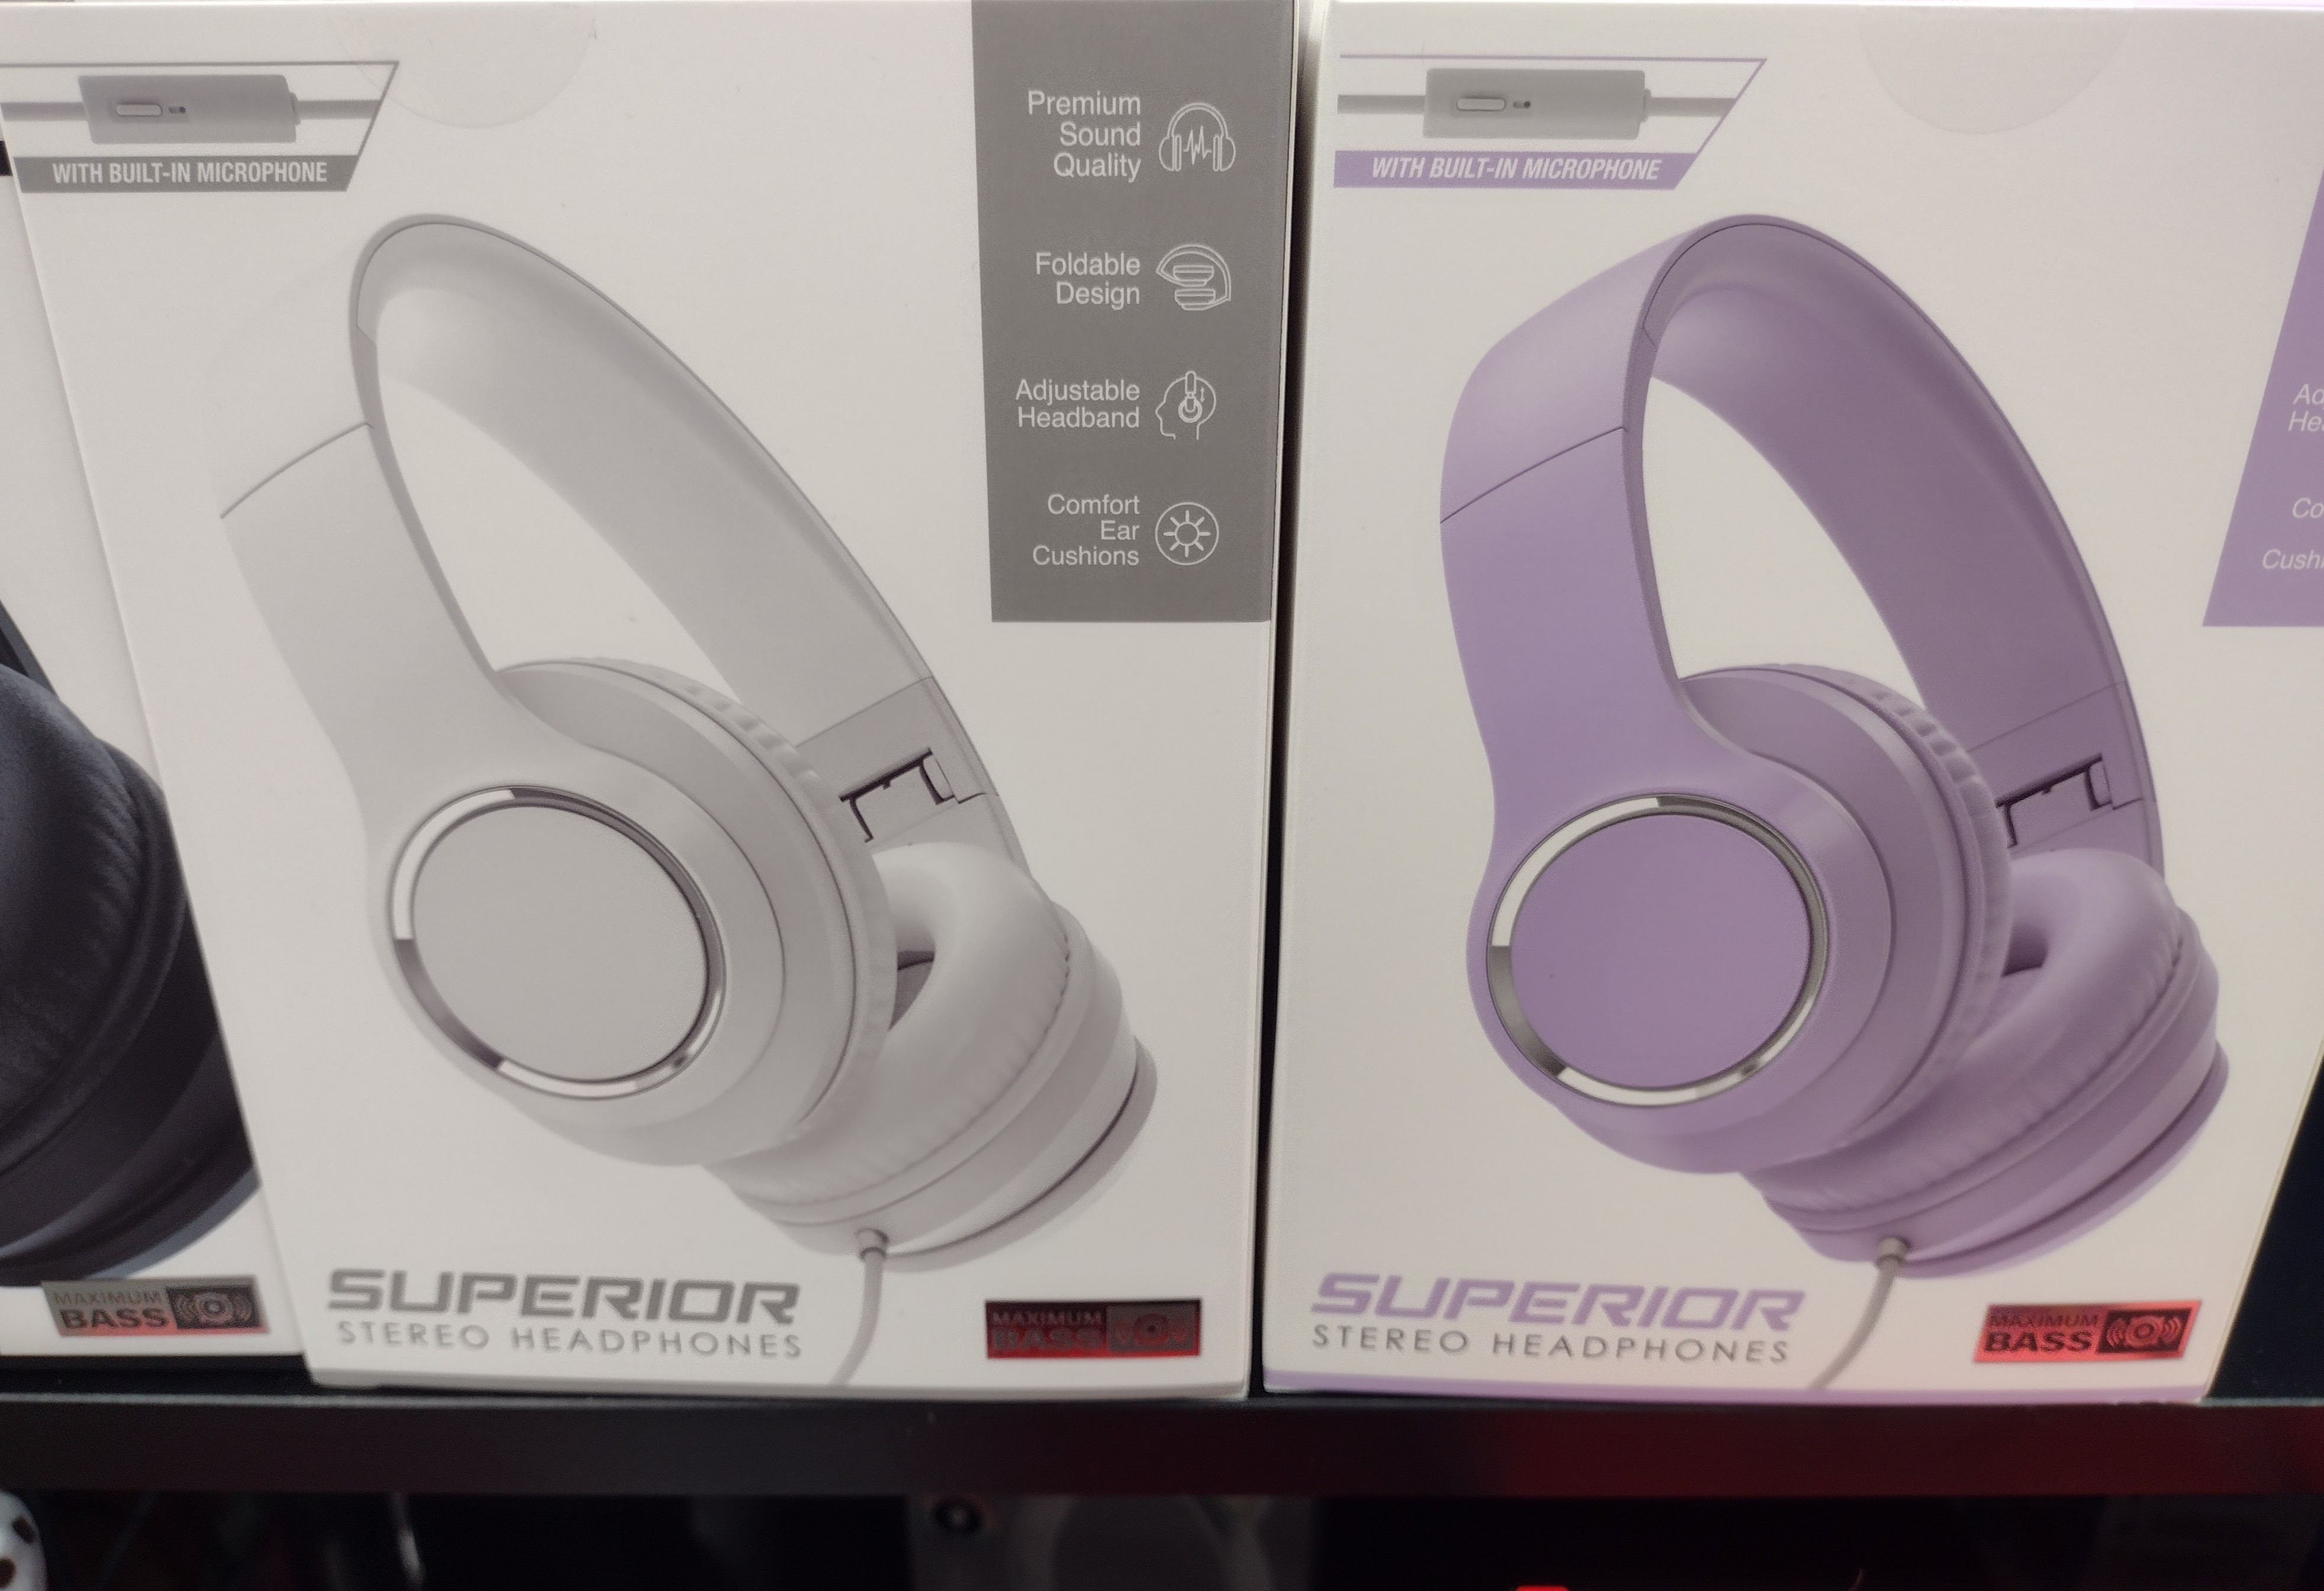 WITH BUILT-IN MICROPHONE
Premium
Sound
Quality
Foldable
Design
Adjustable
Headband
Comfort
Ear
Cushions
SUPERIOR
STEREO HEADPHONES
MAXIMUM
BASS
WITH BUILT-IN MICROPHONE
SUPERIOR
STEREO HEADPHONES
MAXIMUM
BASS
MAXIMUM
BASS